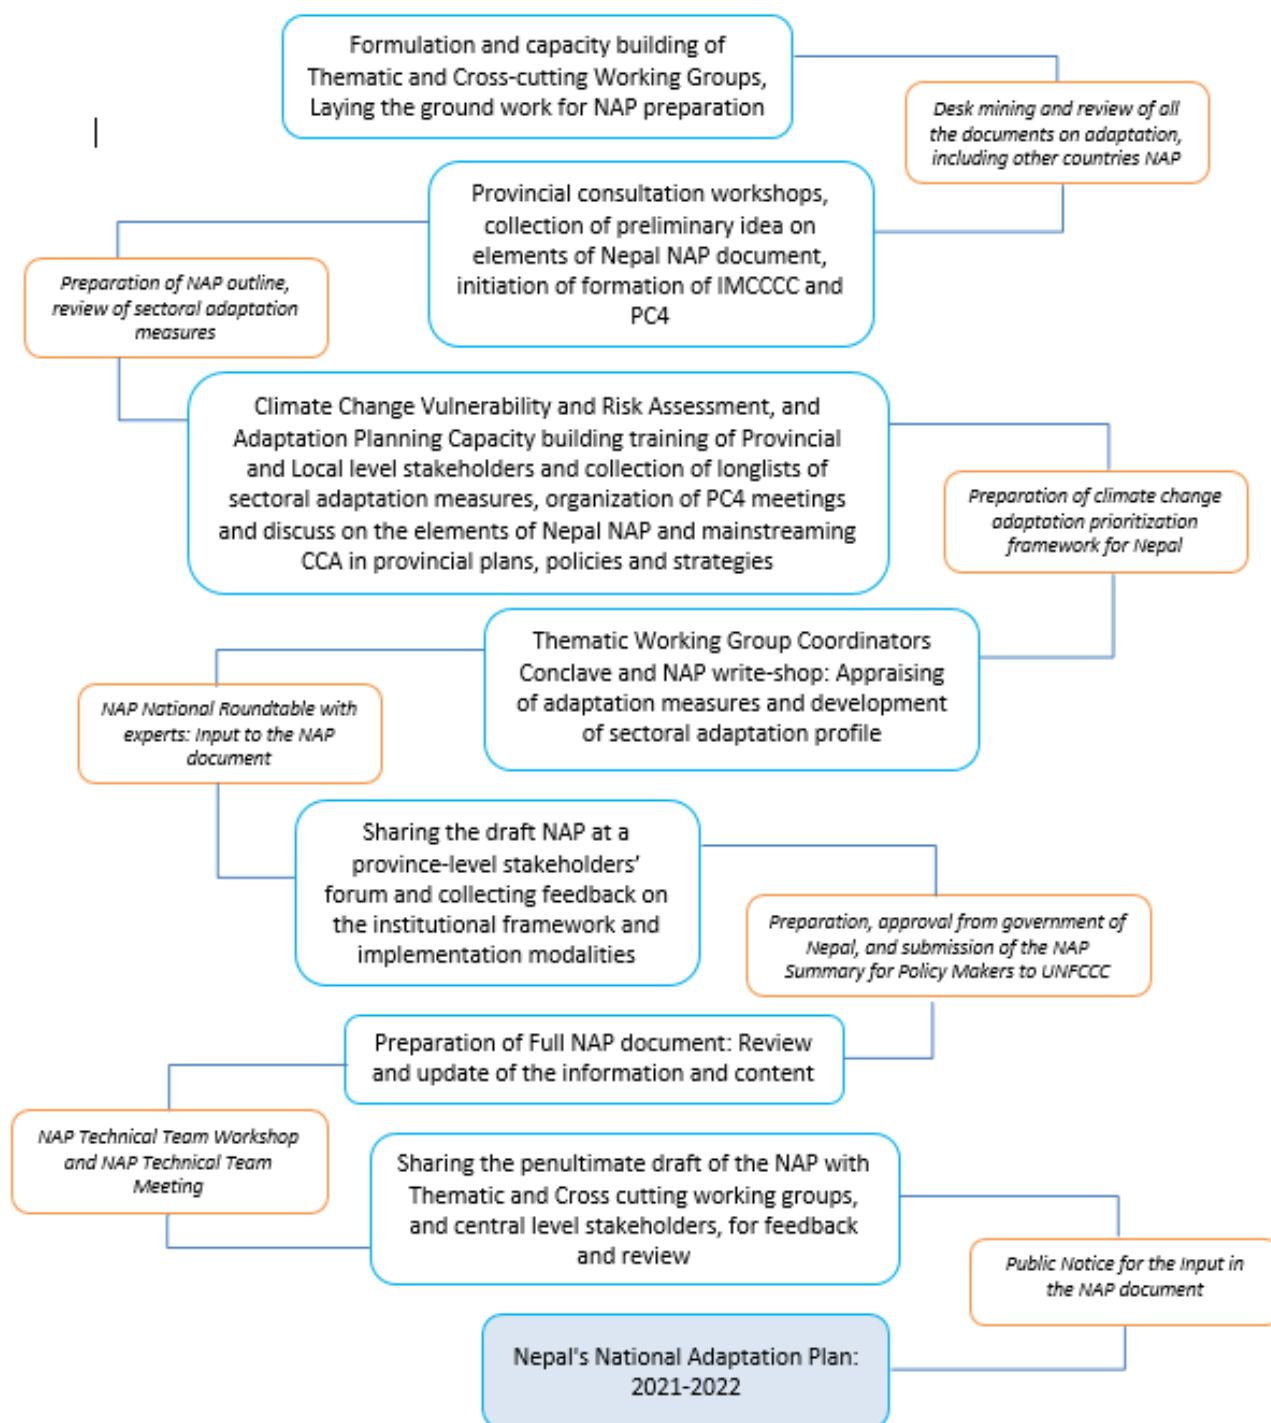 Formulation and capacity building of
Thematic and Cross-cutting Working Groups,
Laying the ground work for NAP preparation
Desk mining and review of all
the documents on adaptation,
including other countries NAP
Provincial consultation workshops,
collection of preliminary idea on
elements of Nepal NAP document,
initiation of formation of IMCCCC and
PC4
Preparation of NAP outline,
review of sectoral adaptation
measures
Climate Change Vulnerability and Risk Assessment, and
Adaptation Planning Capacity building training of Provincial
and Local level stakeholders and collection of longlists of
sectoral adaptation measures, organization of PC4 meetings
and discuss on the elements of Nepal NAP and mainstreaming
CCA in provincial plans, policies and strategies
Preparation of climate change
adaptation prioritization
framework for Nepal
Thematic Working Group Coordinators
Conclave and NAP write-shop: Appraising
of adaptation measures and development
of sectoral adaptation profile
NAP National Roundtable with
experts: Input to the NAP
document
Sharing the draft NAP at a
province-level stakeholders’
forum and collecting feedback on
the institutional framework and
implementation modalities
Preparation, approval from government of
Nepal, and submission of the NAP
Summary for Policy Makers to UNFCCC
Preparation of Full NAP document: Review
and update of the information and content
NAP Technical Team Workshop
and NAP Technical Team
Meeting
Sharing the penultimate draft of the NAP with
Thematic and Cross cutting working groups,
and central level stakeholders, for feedback
and review
Public Notice for the Input in
the NAP document
Nepal's National Adaptation Plan:
2021-2022